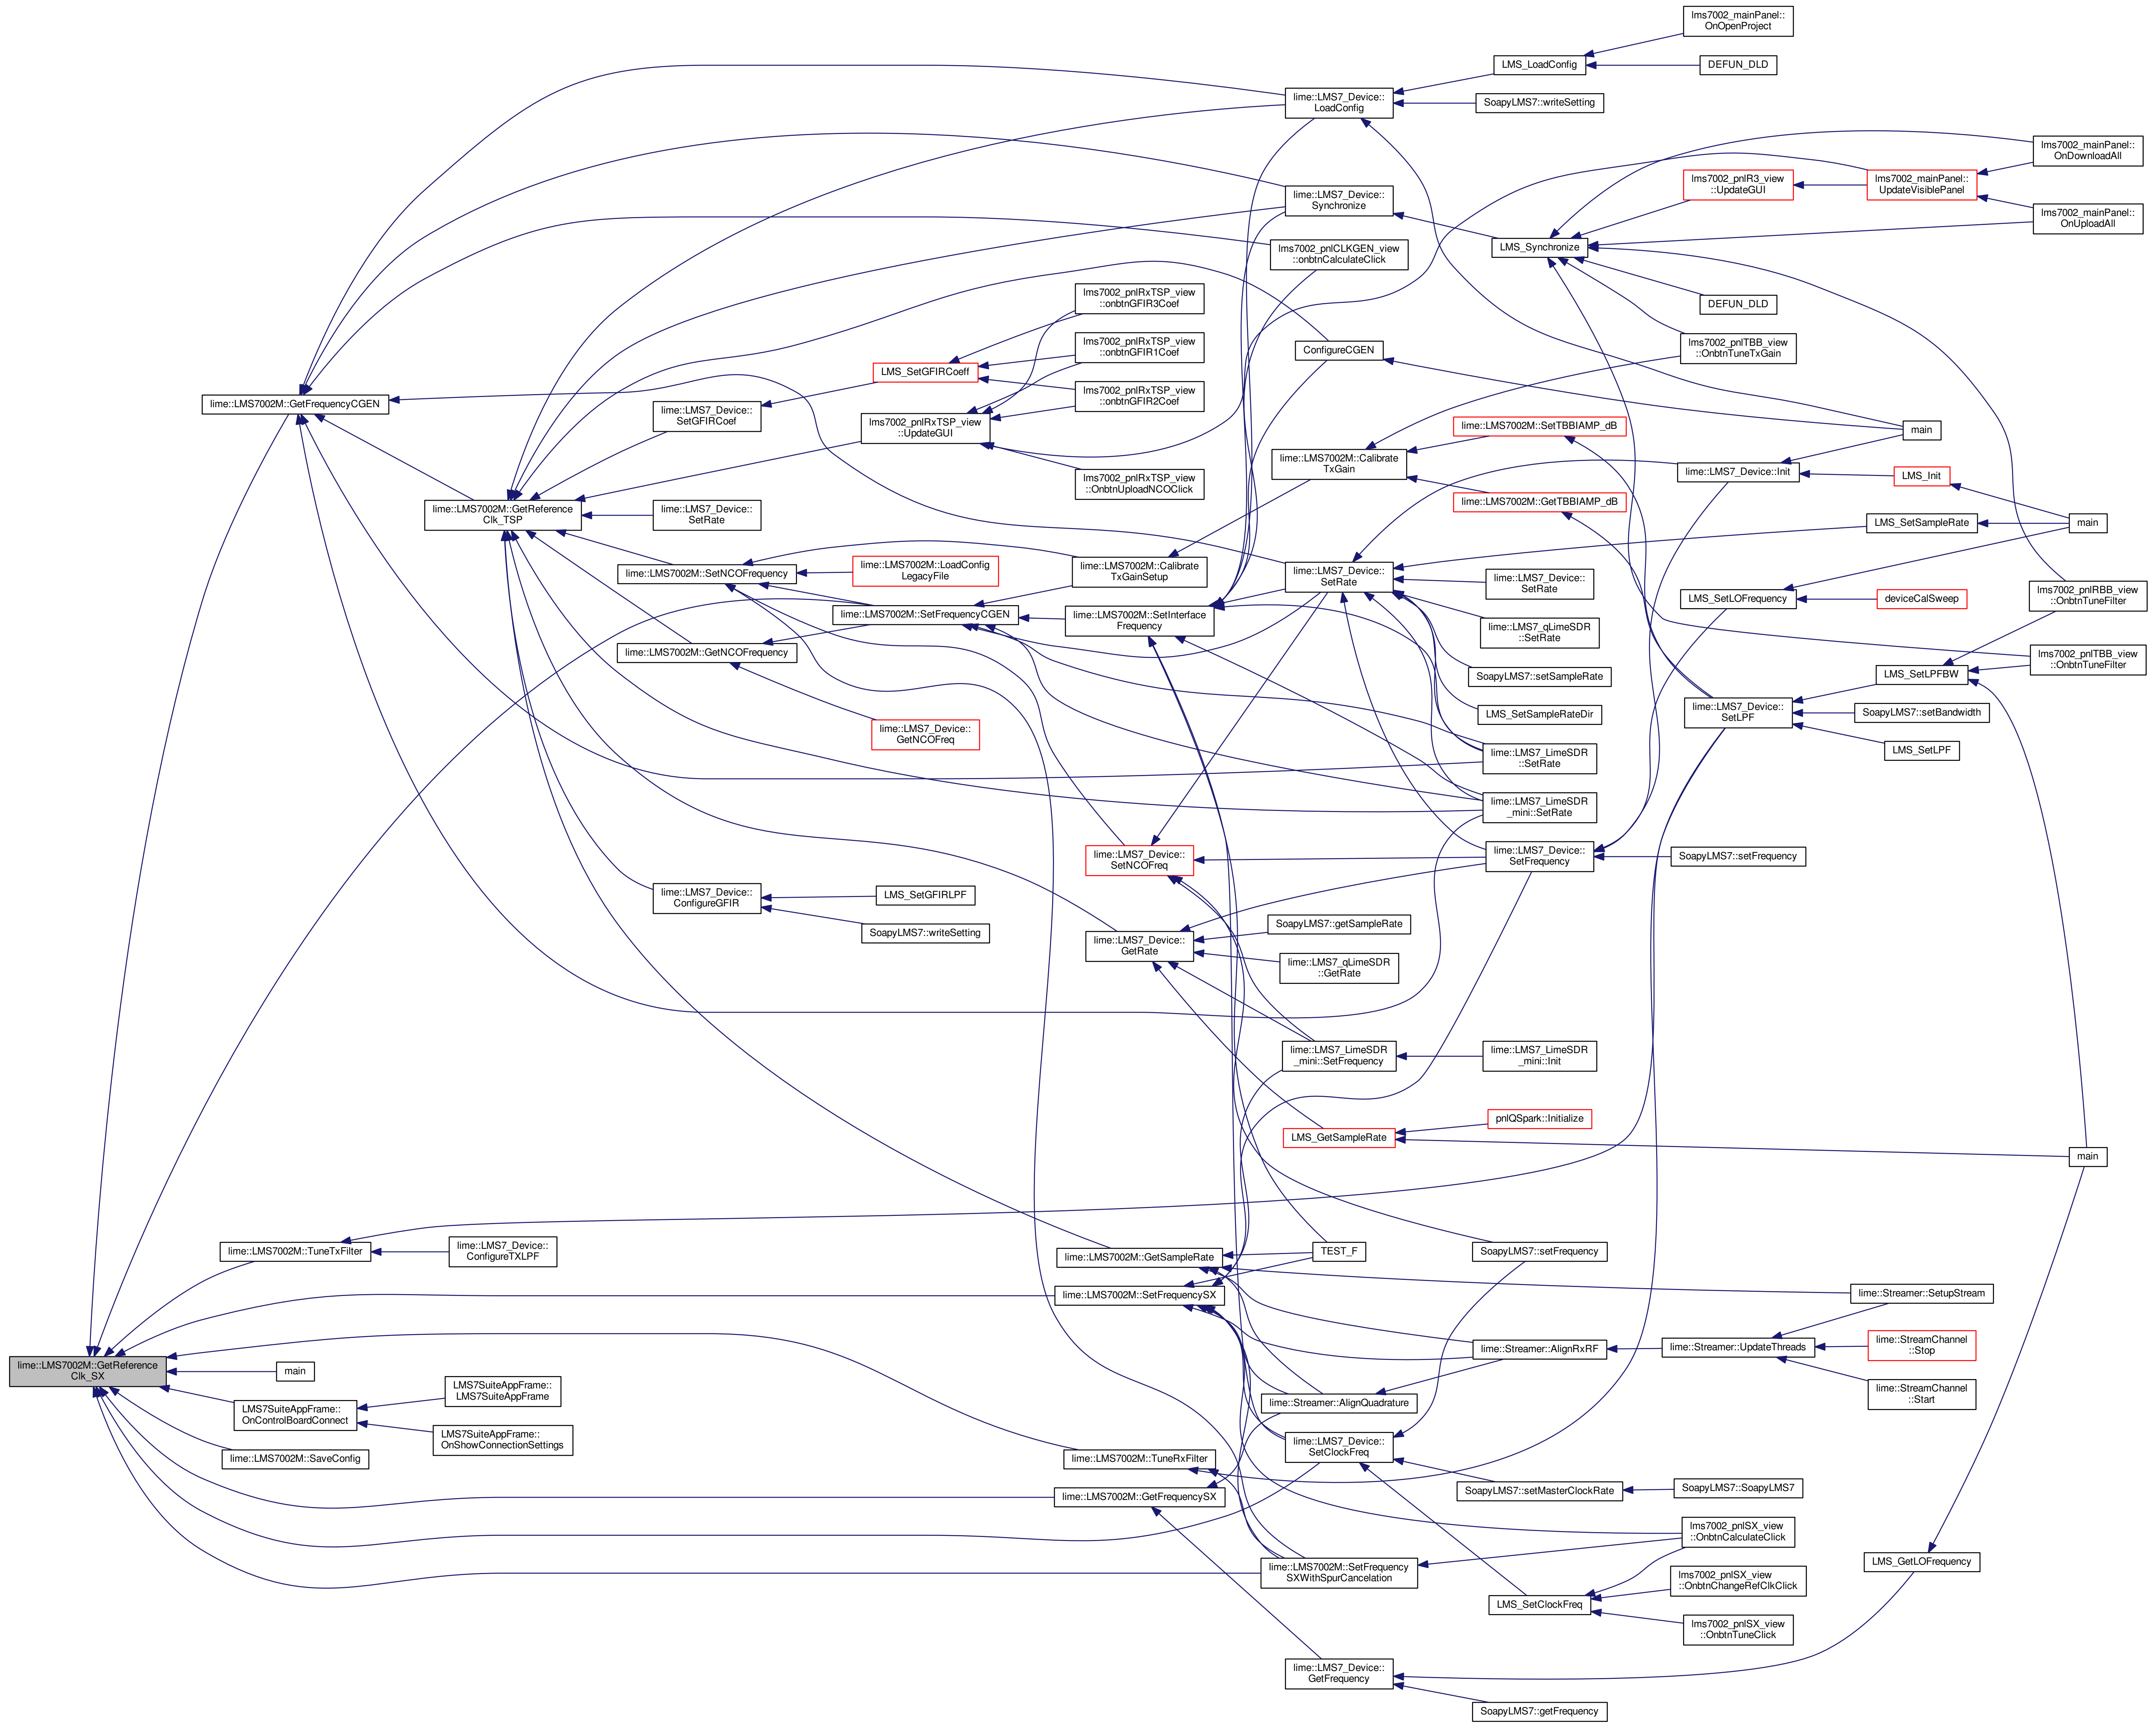 lime::LMS7002M::GetReference
Clk_SX
lime::LMS7002M::GetFrequencyCGEN
lime::LMS7002M::TuneTxFilter
main
LMS7SuiteAppFrame::
OnControlBoardConnect
lime::LMS7002M::SaveConfig
lime::LMS7002M::GetReference
Clk_TSP
lime::LMS7_Device::
ConfigureTXLPF
LMS7SuiteAppFrame::
LMS7SuiteAppFrame
LMS7SuiteAppFrame::
OnShowConnectionSettings
lime::LMS7_Device::
SetGFIRCoef
lime::LMS7_Device::
SetRate
lime::LMS7002M::SetNCOFrequency
lime::LMS7002M::GetNCOFrequency
lime::LMS7_Device::
ConfigureGFIR
LMS_SetGFIRCoeff
lms7002_pnlRxTSP_view
::UpdateGUI
lime::LMS7002M::LoadConfig
LegacyFile
lime::LMS7002M::SetFrequencyCGEN
lime::LMS7_Device::
GetNCOFreq
LMS_SetGFIRLPF
SoapyLMS7::writeSetting
lms7002_pnlRxTSP_view
::onbtnGFIR3Coef
lms7002_pnlRxTSP_view
::onbtnGFIR1Coef
lms7002_pnlRxTSP_view
::onbtnGFIR2Coef
lms7002_pnlRxTSP_view
::OnbtnUploadNCOClick
lime::LMS7002M::Calibrate
TxGainSetup
lime::LMS7002M::SetInterface
Frequency
lime::LMS7_Device::
SetNCOFreq
lime::LMS7_Device::
GetRate
lime::LMS7002M::GetSampleRate
lime::LMS7002M::SetFrequencySX
lime::LMS7002M::TuneRxFilter
lime::LMS7002M::GetFrequencySX
lime::LMS7_Device::
LoadConfig
lime::LMS7_Device::
Synchronize
lms7002_pnlCLKGEN_view
::onbtnCalculateClick
ConfigureCGEN
lime::LMS7002M::Calibrate
TxGain
lime::LMS7_Device::
SetRate
SoapyLMS7::getSampleRate
lime::LMS7_qLimeSDR
::GetRate
lime::LMS7_LimeSDR
_mini::SetFrequency
LMS_GetSampleRate
TEST_F
lime::Streamer::AlignQuadrature
lime::LMS7_Device::
SetClockFreq
lime::LMS7002M::SetFrequency
SXWithSpurCancelation
lime::LMS7_Device::
GetFrequency
LMS_LoadConfig
SoapyLMS7::writeSetting
LMS_Synchronize
lime::LMS7002M::SetTBBIAMP_dB
lime::LMS7002M::GetTBBIAMP_dB
lime::LMS7_Device::
SetRate
lime::LMS7_qLimeSDR
::SetRate
SoapyLMS7::setSampleRate
LMS_SetSampleRateDir
lime::LMS7_LimeSDR
::SetRate
lime::LMS7_LimeSDR
_mini::SetRate
lime::LMS7_Device::
SetFrequency
lime::LMS7_LimeSDR
_mini::Init
pnlQSpark::Initialize
SoapyLMS7::setFrequency
lime::Streamer::AlignRxRF
SoapyLMS7::setMasterClockRate
LMS_SetClockFreq
SoapyLMS7::getFrequency
lms7002_mainPanel::
OnOpenProject
DEFUN_DLD
lms7002_pnlR3_view
::UpdateGUI
DEFUN_DLD
lms7002_pnlTBB_view
::OnbtnTuneTxGain
lime::LMS7_Device::Init
LMS_SetLOFrequency
lime::LMS7_Device::
SetLPF
SoapyLMS7::setFrequency
lime::Streamer::UpdateThreads
SoapyLMS7::SoapyLMS7
lms7002_pnlSX_view
::OnbtnCalculateClick
lms7002_pnlSX_view
::OnbtnChangeRefClkClick
lms7002_pnlSX_view
::OnbtnTuneClick
lms7002_mainPanel::
UpdateVisiblePanel
main
LMS_Init
LMS_SetSampleRate
deviceCalSweep
LMS_SetLPFBW
SoapyLMS7::setBandwidth
LMS_SetLPF
lime::Streamer::SetupStream
lime::StreamChannel
::Stop
lime::StreamChannel
::Start
LMS_GetLOFrequency
lms7002_mainPanel::
OnDownloadAll
lms7002_mainPanel::
OnUploadAll
main
lms7002_pnlRBB_view
::OnbtnTuneFilter
lms7002_pnlTBB_view
::OnbtnTuneFilter
main